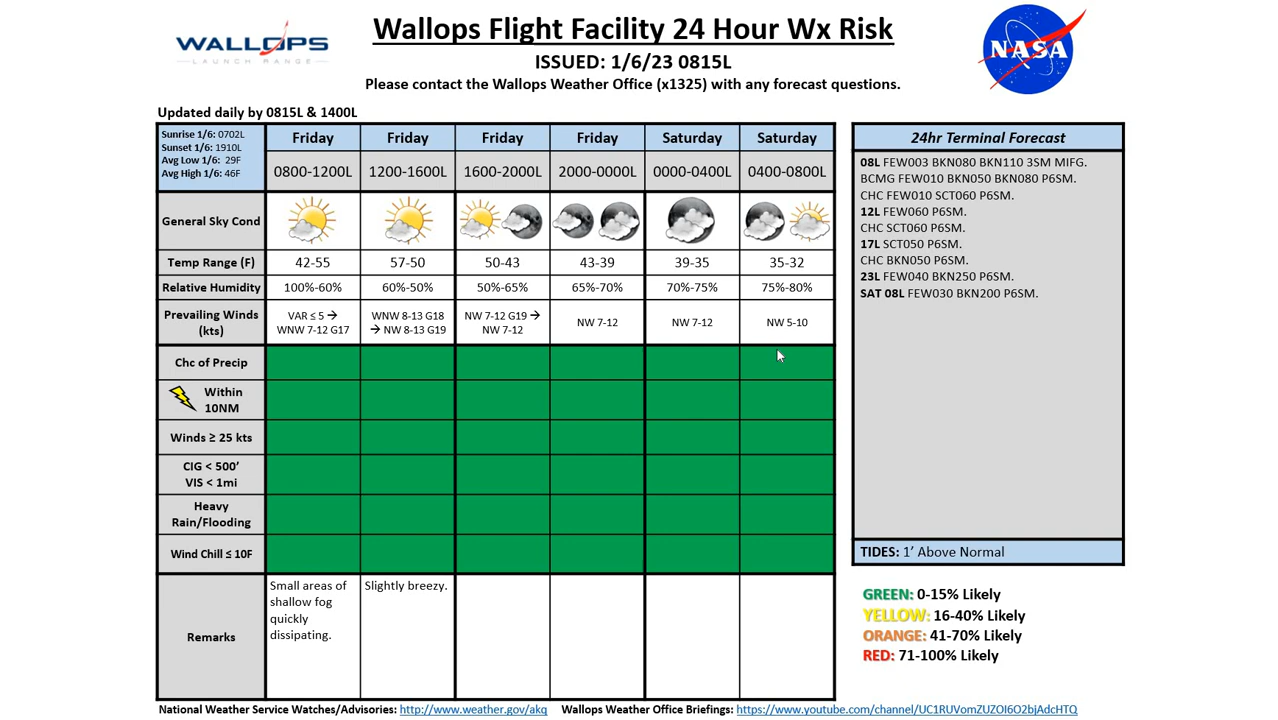 WALLOPS
LAUNCH RANGE
Wallops Flight Facility 24 Hour Wx Risk
ISSUED: 1/6/23 0815L
Please contact the Wallops Weather Office (x1325) with any forecast questions.
NASA
Updated daily by 0815L & 1400L
Sunrise 1/6: 0702L
Sunset 1/6: 1910L
Avg Low 1/6: 29F
Avg High 1/6: 46F
Friday Friday Friday Friday Saturday Saturday
0800-1200L 1200-1600L 1600-2000L 2000-0000L 0000-0400L 0400-0800L
General Sky Cond
Temp Range (F) 42-55 57-50 50-43 43-39 39-35 35-32
Relative Humidity 100%-60% 60%-50% 50%-65% 65%-70% 70%-75% 75%-80%
Prevailing Winds (kts) VAR ≤ 5 → WNW 7-12 G17 WNW 8-13 G18 → NW 8-13 G19 NW 7-12 G19 → NW 7-12 NW 7-12 NW 7-12 NW 5-10
Chc of Precip
Within
10NM
Winds ≥ 25 kts
CIG < 500’
VIS < 1mi
Heavy
Rain/Flooding
Wind Chill ≤ 10F
Remarks
Small areas of
shallow fog
quickly
dissipating.
Slightly breezy.
24hr Terminal Forecast
08L FEW003 BKN080 BKN110 3SM MIFG.
BCMG FEW010 BKN050 BKN080 P6SM.
CHC FEW010 SCT060 P6SM.
12L FEW060 P6SM.
CHC SCT060 P6SM.
17L SCT050 P6SM.
CHC BKN050 P6SM.
23L FEW040 BKN250 P6SM.
SAT 08L FEW030 BKN200 P6SM.
TIDES: 1’ Above Normal
GREEN: 0-15% Likely
YELLOW: 16-40% Likely
ORANGE: 41-70% Likely
RED: 71-100% Likely
National Weather Service Watches/Advisories: http://www.weather.gov/akq Wallops Weather Office Briefings: https://www.youtube.com/channel/UC1RUVomZUZOI6O2bjAdcHTQ